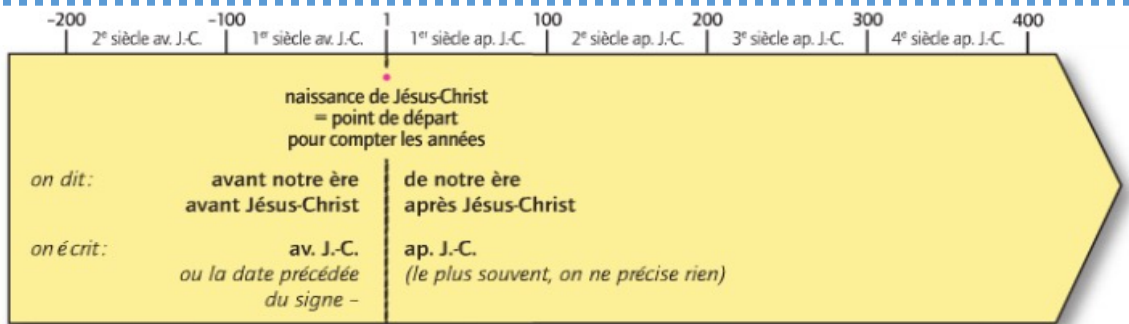 -200 -100 1 100 200 300 400
2e siècle av. J.-C. 1er siècle av. J.-C. 1er siècle ap. J.-C. 2e siècle ap. J.-C. 3e siècle ap. J.-C. 4e siècle ap. J.-C.
naissance de Jésus-Christ
= point de départ
pour compter les années
on dit: avant notre ère de notre ère
avant Jésus-Christ après Jésus-Christ
on écrit: av. J.-C. ap. J.-C.
ou la date précédée (le plus souvent, on ne précise rien)
du signe –